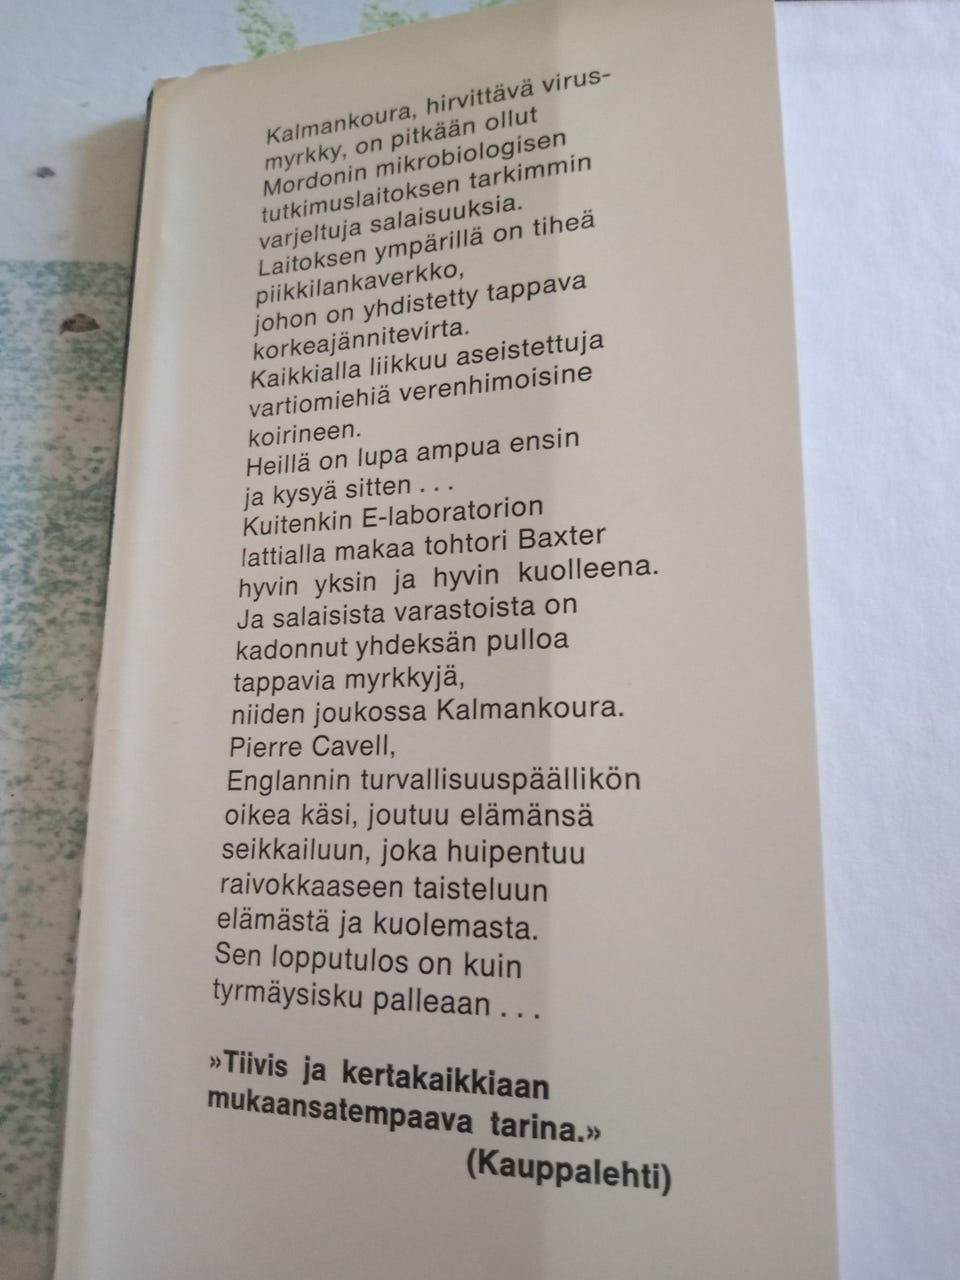 Kalmankoura, hirvittävä virus-
myrkky, on pitkään ollut
Mordonin mikrobiologisen
tutkimuslaitoksen tarkimmin
varjeltuja salaisuuksia.
Laitoksen ympärillä on tiheä
piikkilankaverkko,
johon on yhdistetty tappava
korkeajännitevirta.
Kaikkialla liikkuu aseistettuja
vartiomiehiä verenhimoisine
koirineen.
Heillä on lupa ampua ensin
ja kysyä sitten . . .
Kuitenkin E-laboratorion
lattialla makaa tohtori Baxter
hyvin yksin ja hyvin kuolleena.
Ja salaisista varastoista on
kadonnut yhdeksän pulloa
tappavia myrkkyjä,
niiden joukossa Kalmankoura.
Pierre Cavell,
Englannin turvallisuuspäällikön
oikea käsi, joutuu elämänsä
seikkailuun, joka huipentuu
raivokkaaseen taisteluun
elämästä ja kuolemasta.
Sen lopputulos on kuin
tyrmäysisku palleaan . . .
»Tiivis ja kertakaikkiaan
mukaansatempaava tarina.»
(Kauppalehti)